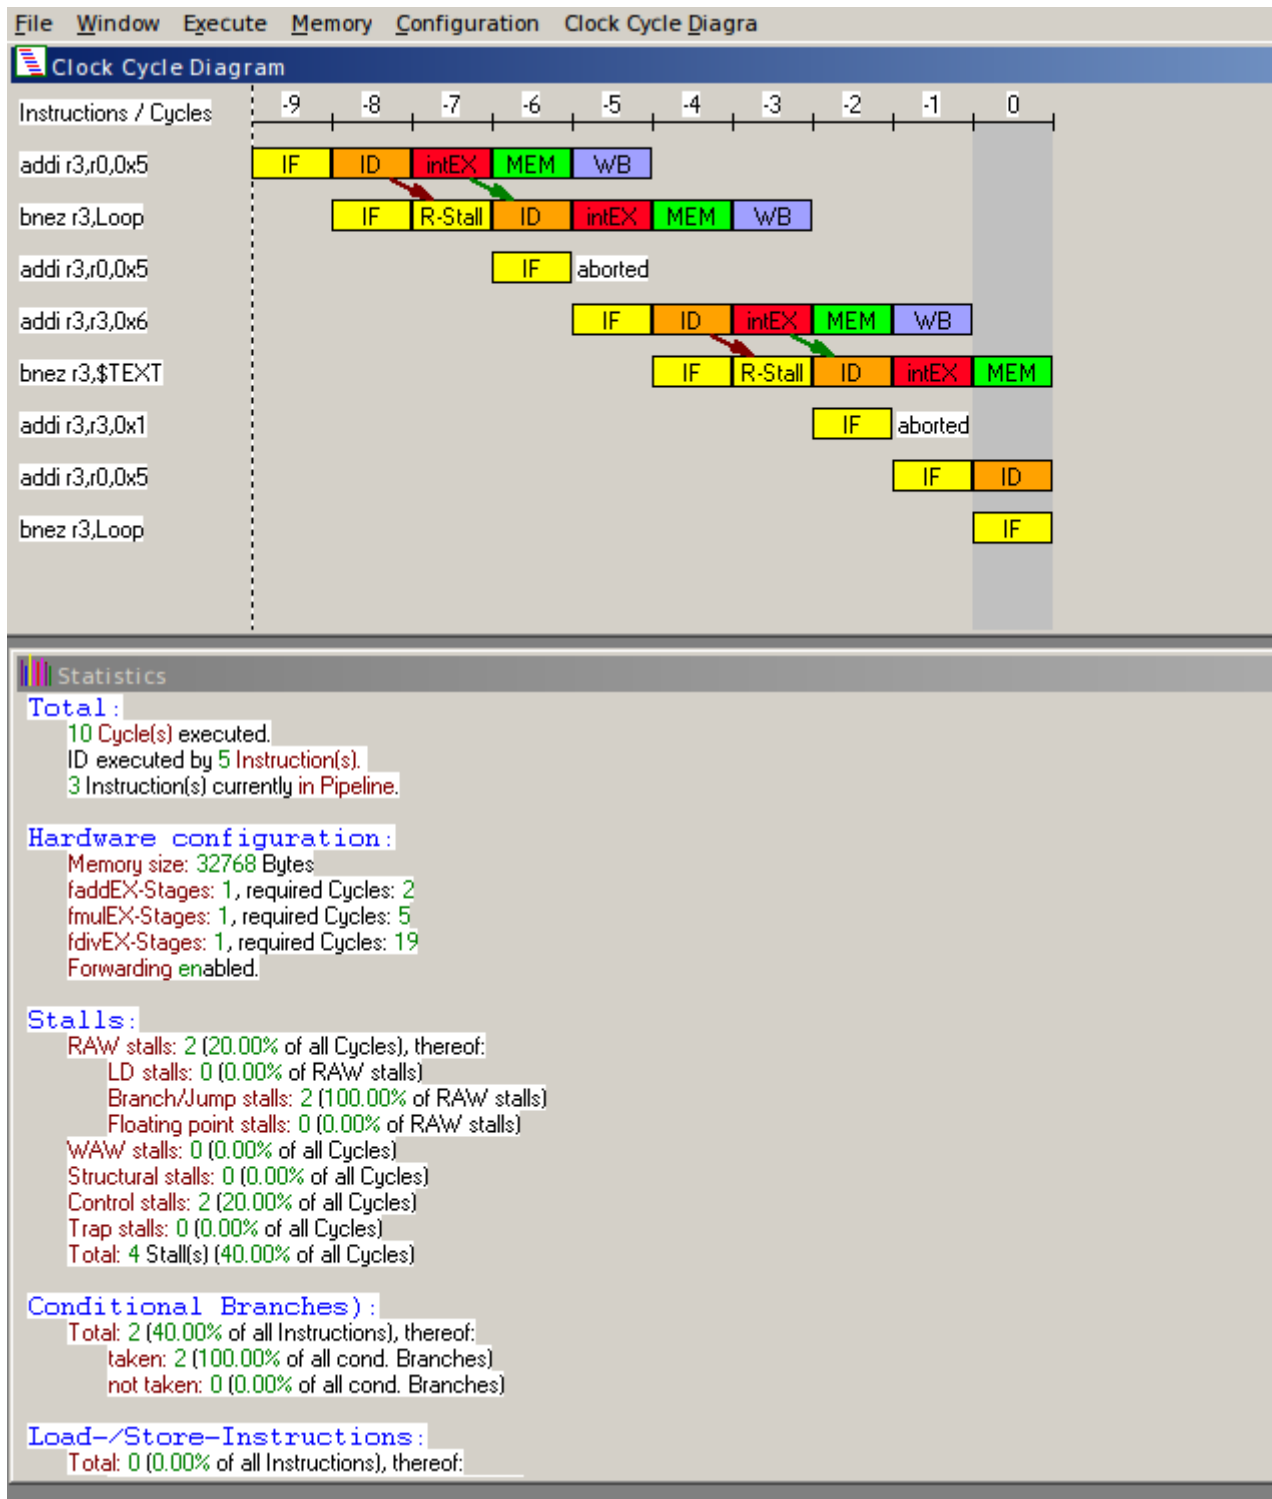 File Window Execute Memory Configuration Clock Cycle Diagra
Clock Cycle Diagram
Instructions / Cycles -9 -8 -7 -6 -5 -4 -3 -2 -1 0
addi r3,r0,0x5 IF ID intEX MEM WB
bnez r3,Loop IF R-Stall ID intEX MEM WB
addi r3,r0,0x5 IF aborted
addi r3,r3,0x6 IF ID intEX MEM WB
bnez r3,$TEXT IF R-Stall ID intEX MEM
addi r3,r3,0x1 IF aborted
addi r3,r0,0x5 IF ID
bnez r3,Loop IF
Statistics
Total:
10 Cycle(s) executed.
ID executed by 5 Instruction(s).
3 Instruction(s) currently in Pipeline.
Hardware configuration:
Memory size: 32768 Bytes
faddEX-Stages: 1, required Cycles: 2
fmulEX-Stages: 1, required Cycles: 5
fdivEX-Stages: 1, required Cycles: 19
Forwarding enabled.
Stalls:
RAW stalls: 2 (20.00% of all Cycles), thereof:
LD stalls: 0 (0.00% of RAW stalls)
Branch/Jump stalls: 2 (100.00% of RAW stalls)
Floating point stalls: 0 (0.00% of RAW stalls)
WAW stalls: 0 (0.00% of all Cycles)
Structural stalls: 0 (0.00% of all Cycles)
Control stalls: 2 (20.00% of all Cycles)
Trap stalls: 0 (0.00% of all Cycles)
Total: 4 Stall(s) (40.00% of all Cycles)
Conditional Branches):
Total: 2 (40.00% of all Instructions), thereof:
taken: 2 (100.00% of all cond. Branches)
not taken: 0 (0.00% of all cond. Branches)
Load-/Store-Instructions:
Total: 0 (0.00% of all Instructions), thereof: